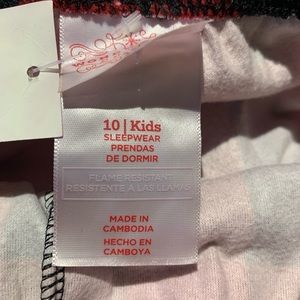 10 | Kids
SLEEPWEAR
PRENDAS
DE DORMIR
FLAME RESISTANT
RESISTENTE A LAS LLAMAS
MADE IN
CAMBODIA
HECHO EN
CAMBOYA